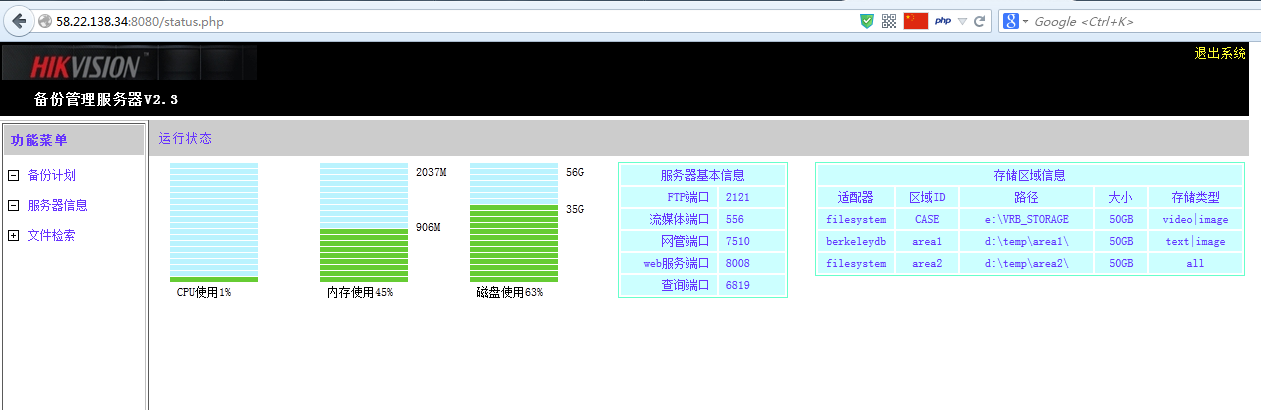 58.22.138.34:8080/status.php
php
Google <Ctrl+K>
HIKVISION™
退出系统
备份管理服务器V2.3
功能菜单
备份计划
服务器信息
文件检索
运行状态
2037M
906M
56G
35G
CPU使用1%
内存使用45%
磁盘使用63%
服务器基本信息
FTP端口 2121
流媒体端口 556
网管端口 7510
web服务端口 8008
查询端口 6819
存储区域信息
适配器 区域ID 路径 大小 存储类型
filesystem CASE e:\VRB_STORAGE 50GB video|image
berkeleydb area1 d:\temp\area1\ 50GB text|image
filesystem area2 d:\temp\area2\ 50GB all